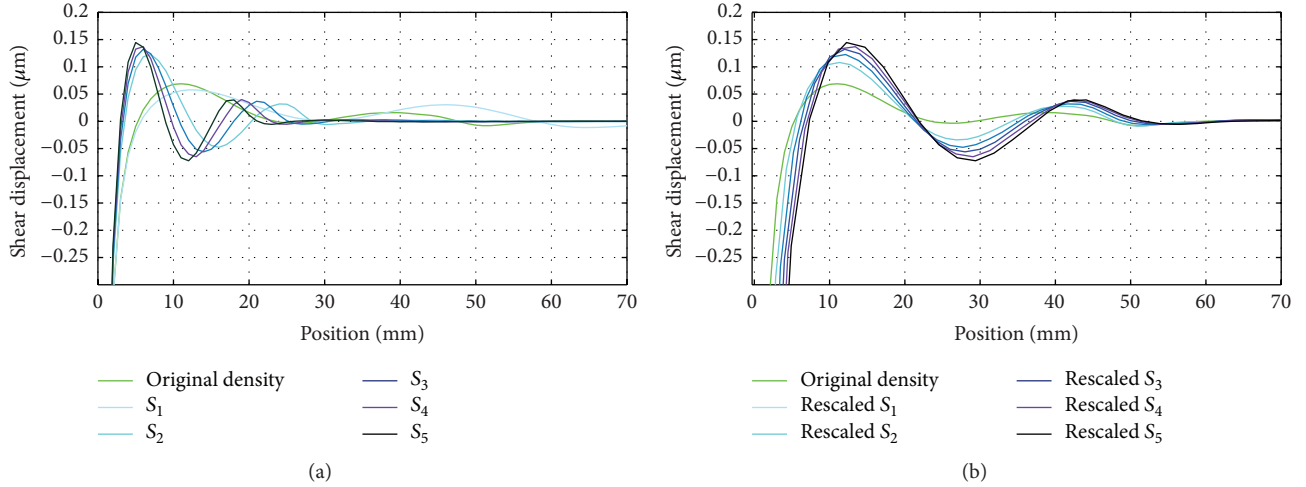 0.2
0.15
0.1
0.05
0
−0.05
−0.1
−0.15
−0.2
−0.25
Shear displacement (μm)
0 10 20 30 40 50 60 70
Position (mm)
Original density
S1
S2
S3
S4
S5
(a)
0.2
0.15
0.1
0.05
0
−0.05
−0.1
−0.15
−0.2
−0.25
Shear displacement (μm)
0 10 20 30 40 50 60 70
Position (mm)
Original density
Rescaled S1
Rescaled S2
Rescaled S3
Rescaled S4
Rescaled S5
(b)